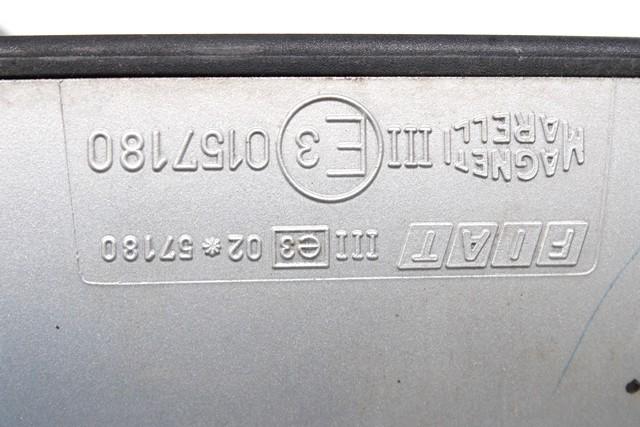 FIAT III e3 02*57180
MAGNETI III E3 0157180
MARELLI